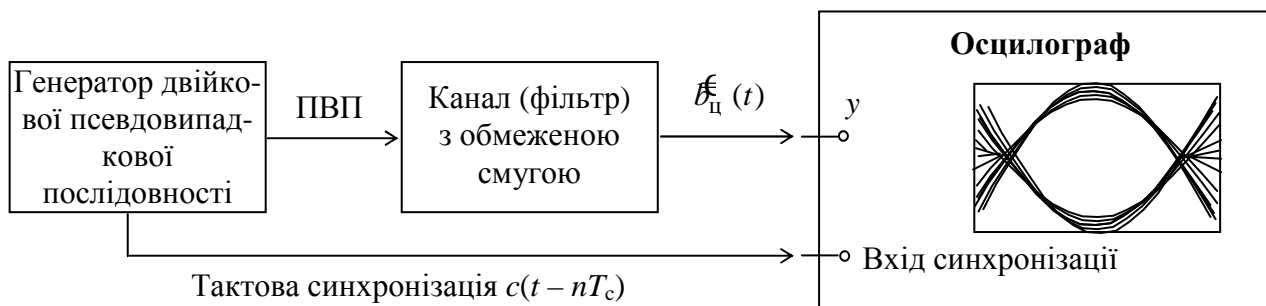 Осцилограф
Генератор двійко-
вої псевдовипад-
кової
послідовності
ПВП
Канал (фільтр)
з обмеженою
смугою
ц (t)
y
Вхід синхронізації
Тактова синхронізація c(t – nTс)